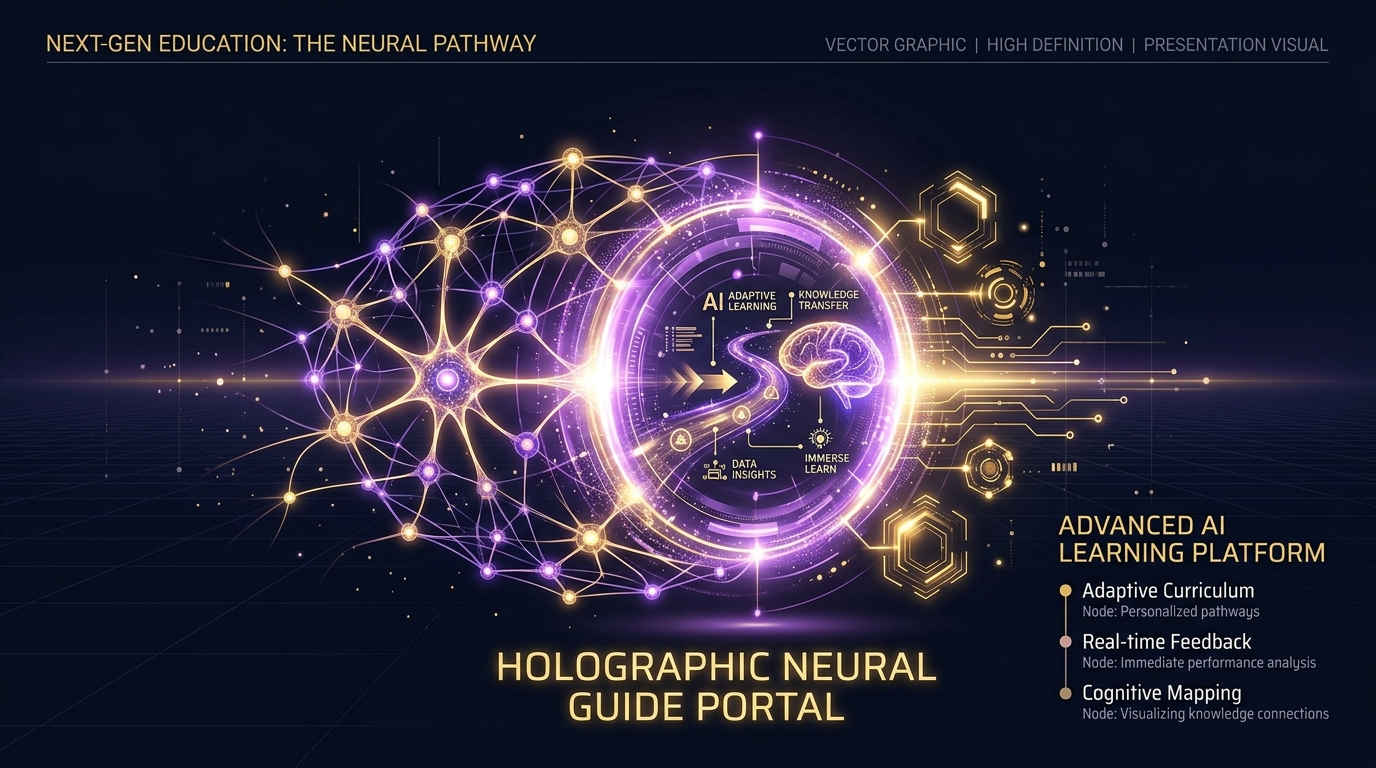 NEXT-GEN EDUCATION: THE NEURAL PATHWAY
VECTOR GRAPHIC | HIGH DEFINITION | PRESENTATION VISUAL
AI ADAPTIVE
LEARNING
KNOWLEDGE
TRANSFER
DATA
INSIGHTS
IMMERSE
LEARN
HOLOGRAPHIC NEURAL
GUIDE PORTAL
ADVANCED AI
LEARNING PLATFORM
Adaptive Curriculum
Node: Personalized pathways
Real-time Feedback
Node: Immediate performance analysis
Cognitive Mapping
Node: Visualizing knowledge connections